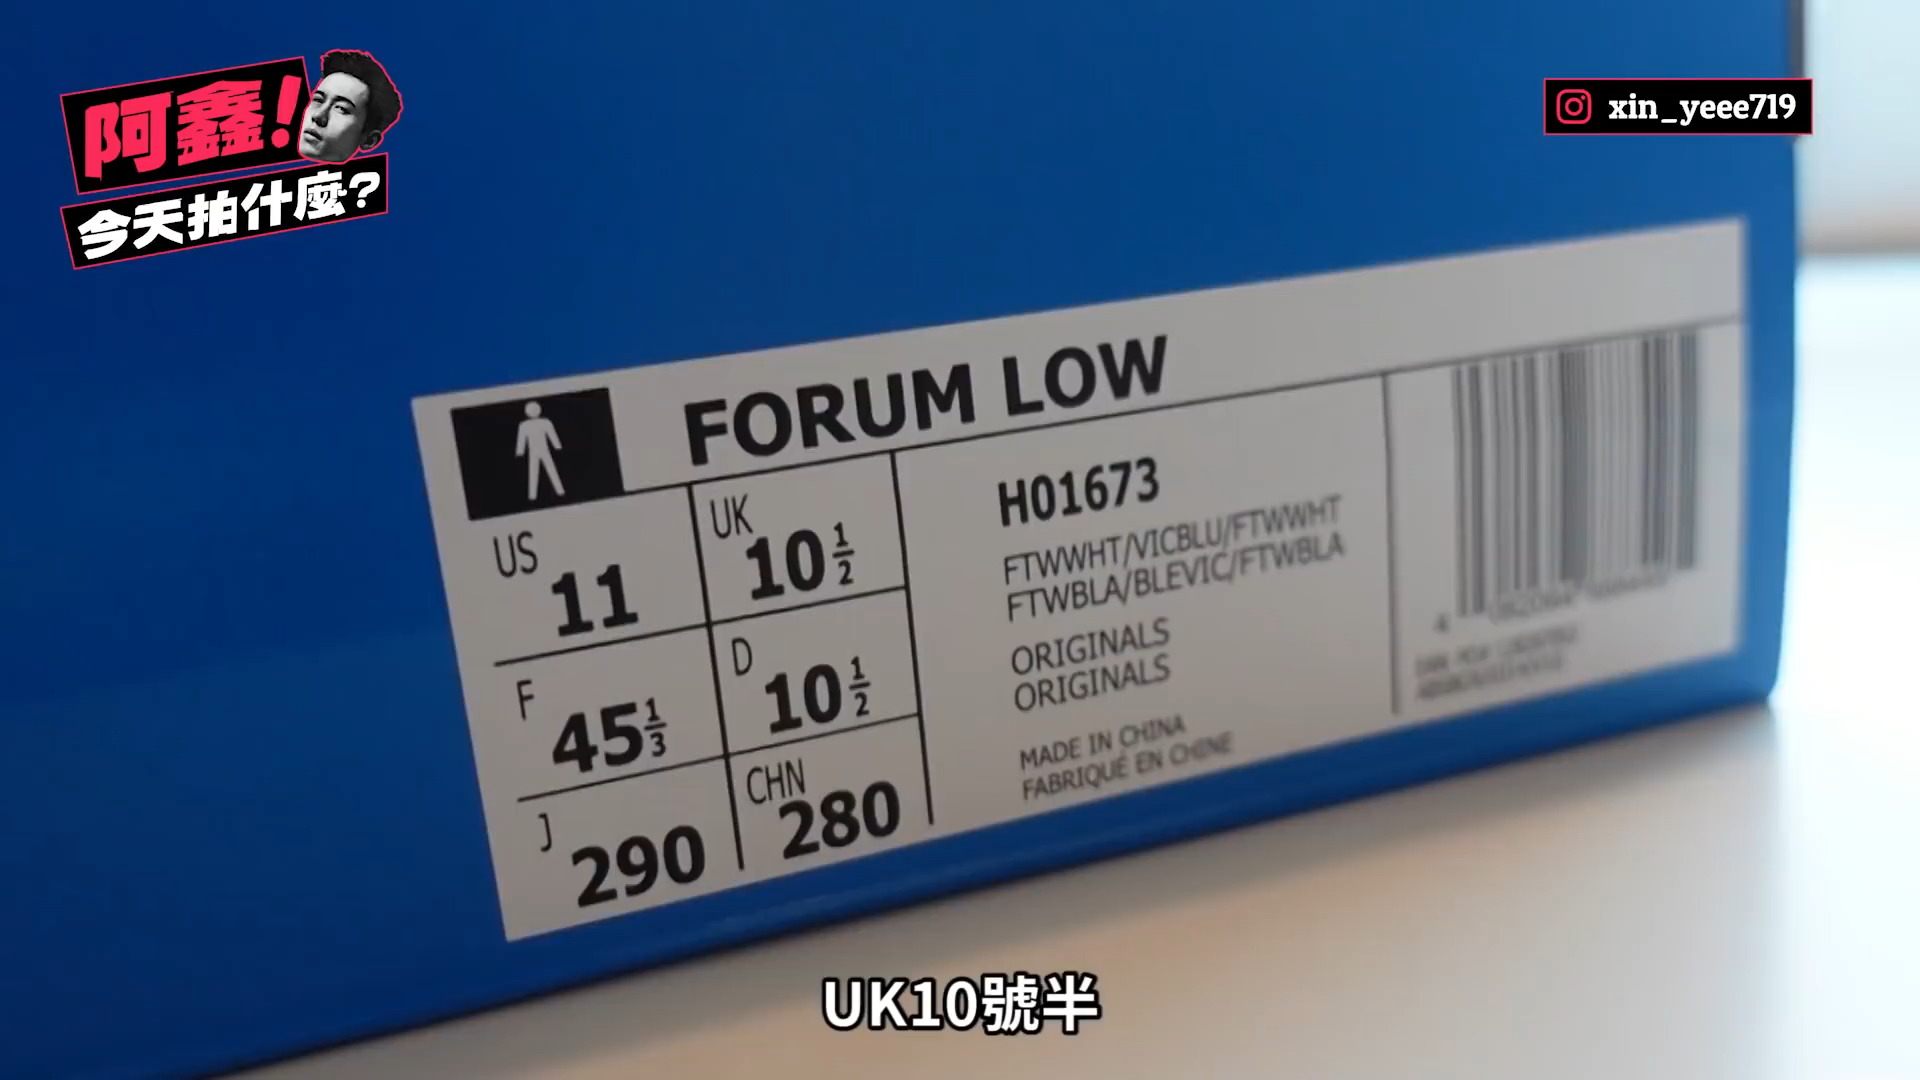 阿鑫!
今天拍什麼?
xin_yeee719
FORUM LOW
US 11
UK 10 1/2
F 45 1/3
D 10 1/2
J 290
CHN 280
H01673
FTWWHT/VICBLU/FTWWHT
FTWBLA/BLEVIC/FTWBLA
ORIGINALS
ORIGINALS
MADE IN CHINA
FABRIQUÉ EN CHINE
UK10號半